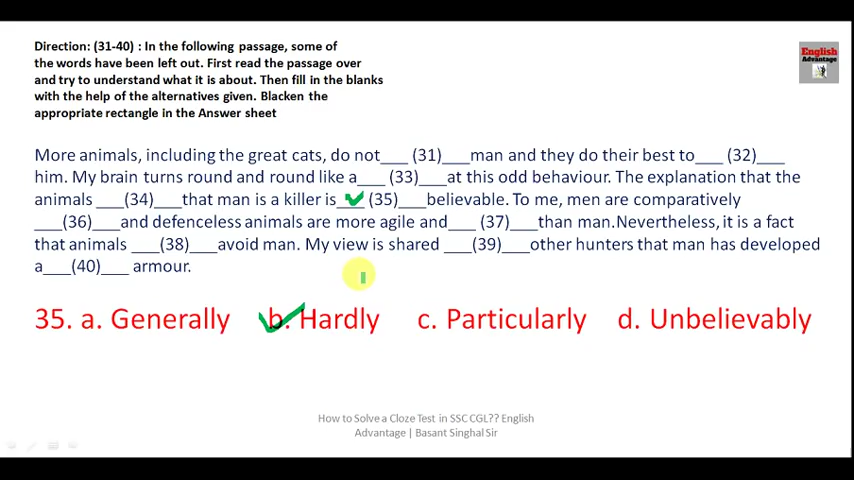 Direction: (31-40) : In the following passage, some of
the words have been left out. First read the passage over
and try to understand what it is about. Then fill in the blanks
with the help of the alternatives given. Blacken the
appropriate rectangle in the Answer sheet
English
Advantage
More animals, including the great cats, do not___ (31)___man and they do their best to___ (32)___
him. My brain turns round and round like a___ (33)___at this odd behaviour. The explanation that the
animals ___(34)___that man is a killer is___ (35)___believable. To me, men are comparatively
___(36)___and defenceless animals are more agile and___ (37)___than man.Nevertheless, it is a fact
that animals ___(38)___avoid man. My view is shared ___(39)___other hunters that man has developed
a___(40)___ armour.
35. a. Generally b. Hardly c. Particularly d. Unbelievably
How to Solve a Cloze Test in SSC CGL?? English
Advantage | Basant Singhal Sir